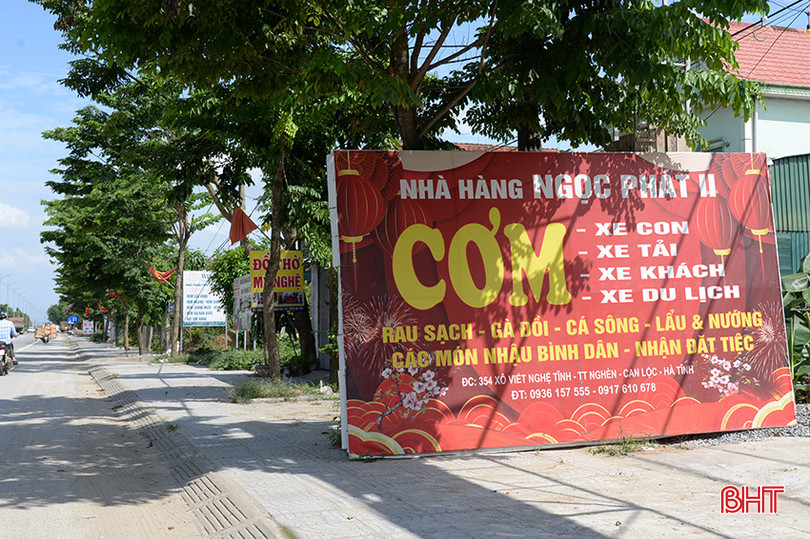 NHÀ HÀNG NGỌC PHÁT II
CƠM
- XE CON
- XE TẢI
- XE KHÁCH
- XE DU LỊCH
RAU SẠCH - GÀ ĐỒI - CÁ SÔNG - LẨU & NƯỚNG
CÁC MÓN NHẬU BÌNH DÂN - NHẬN ĐẶT TIỆC
ĐC: 354 XÔ VIẾT NGHỆ TĨNH - TT NGHÈN - CAN LỘC - HÀ TĨNH
ĐT: 0936 157 555 - 0917 610 678
ĐỒ THỜ
MỸ NGHỆ
BHT